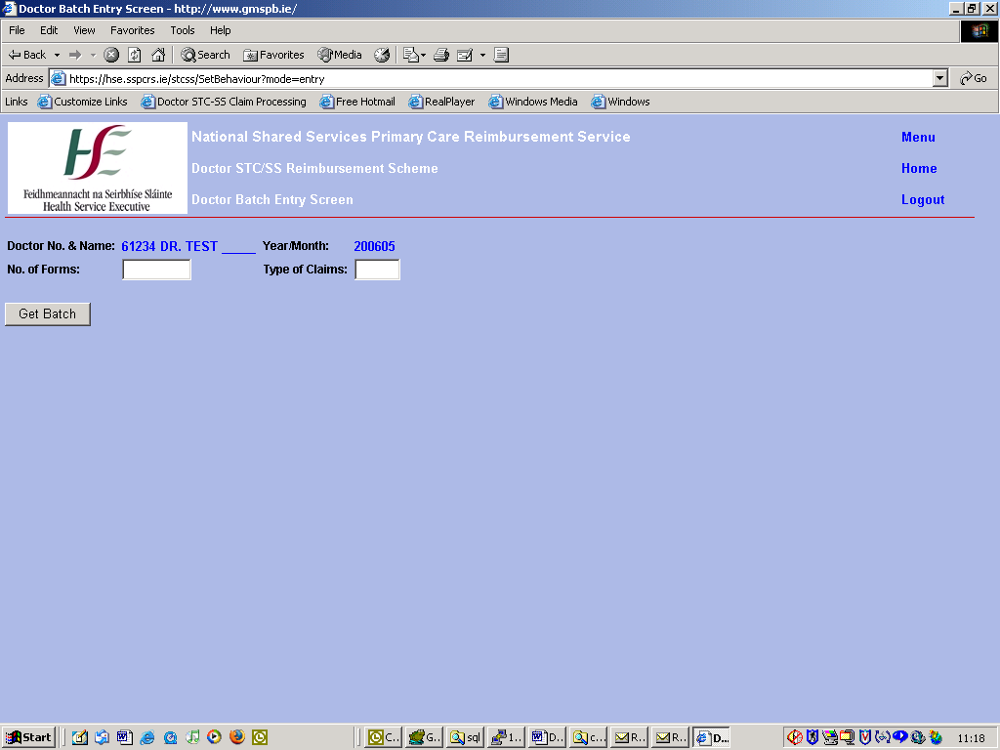 Doctor Batch Entry Screen - http://www.gmspb.ie/
File Edit View Favorites Tools Help
Back Search Favorites Media
Address https://hse.sspcrs.ie/stcss/SetBehaviour?mode=entry Go
Links Customize Links Doctor STC-SS Claim Processing Free Hotmail RealPlayer Windows Media Windows
National Shared Services Primary Care Reimbursement Service Menu
Doctor STC/SS Reimbursement Scheme Home
Doctor Batch Entry Screen Logout
HSE
Feidhmeannacht na Seirbhíse Sláinte
Health Service Executive
Doctor No. & Name: 61234 DR. TEST _____ Year/Month: 200605
No. of Forms: Type of Claims:
Get Batch
Start C.. G.. sql 1.. D.. c... R.. R.. D... 11:18